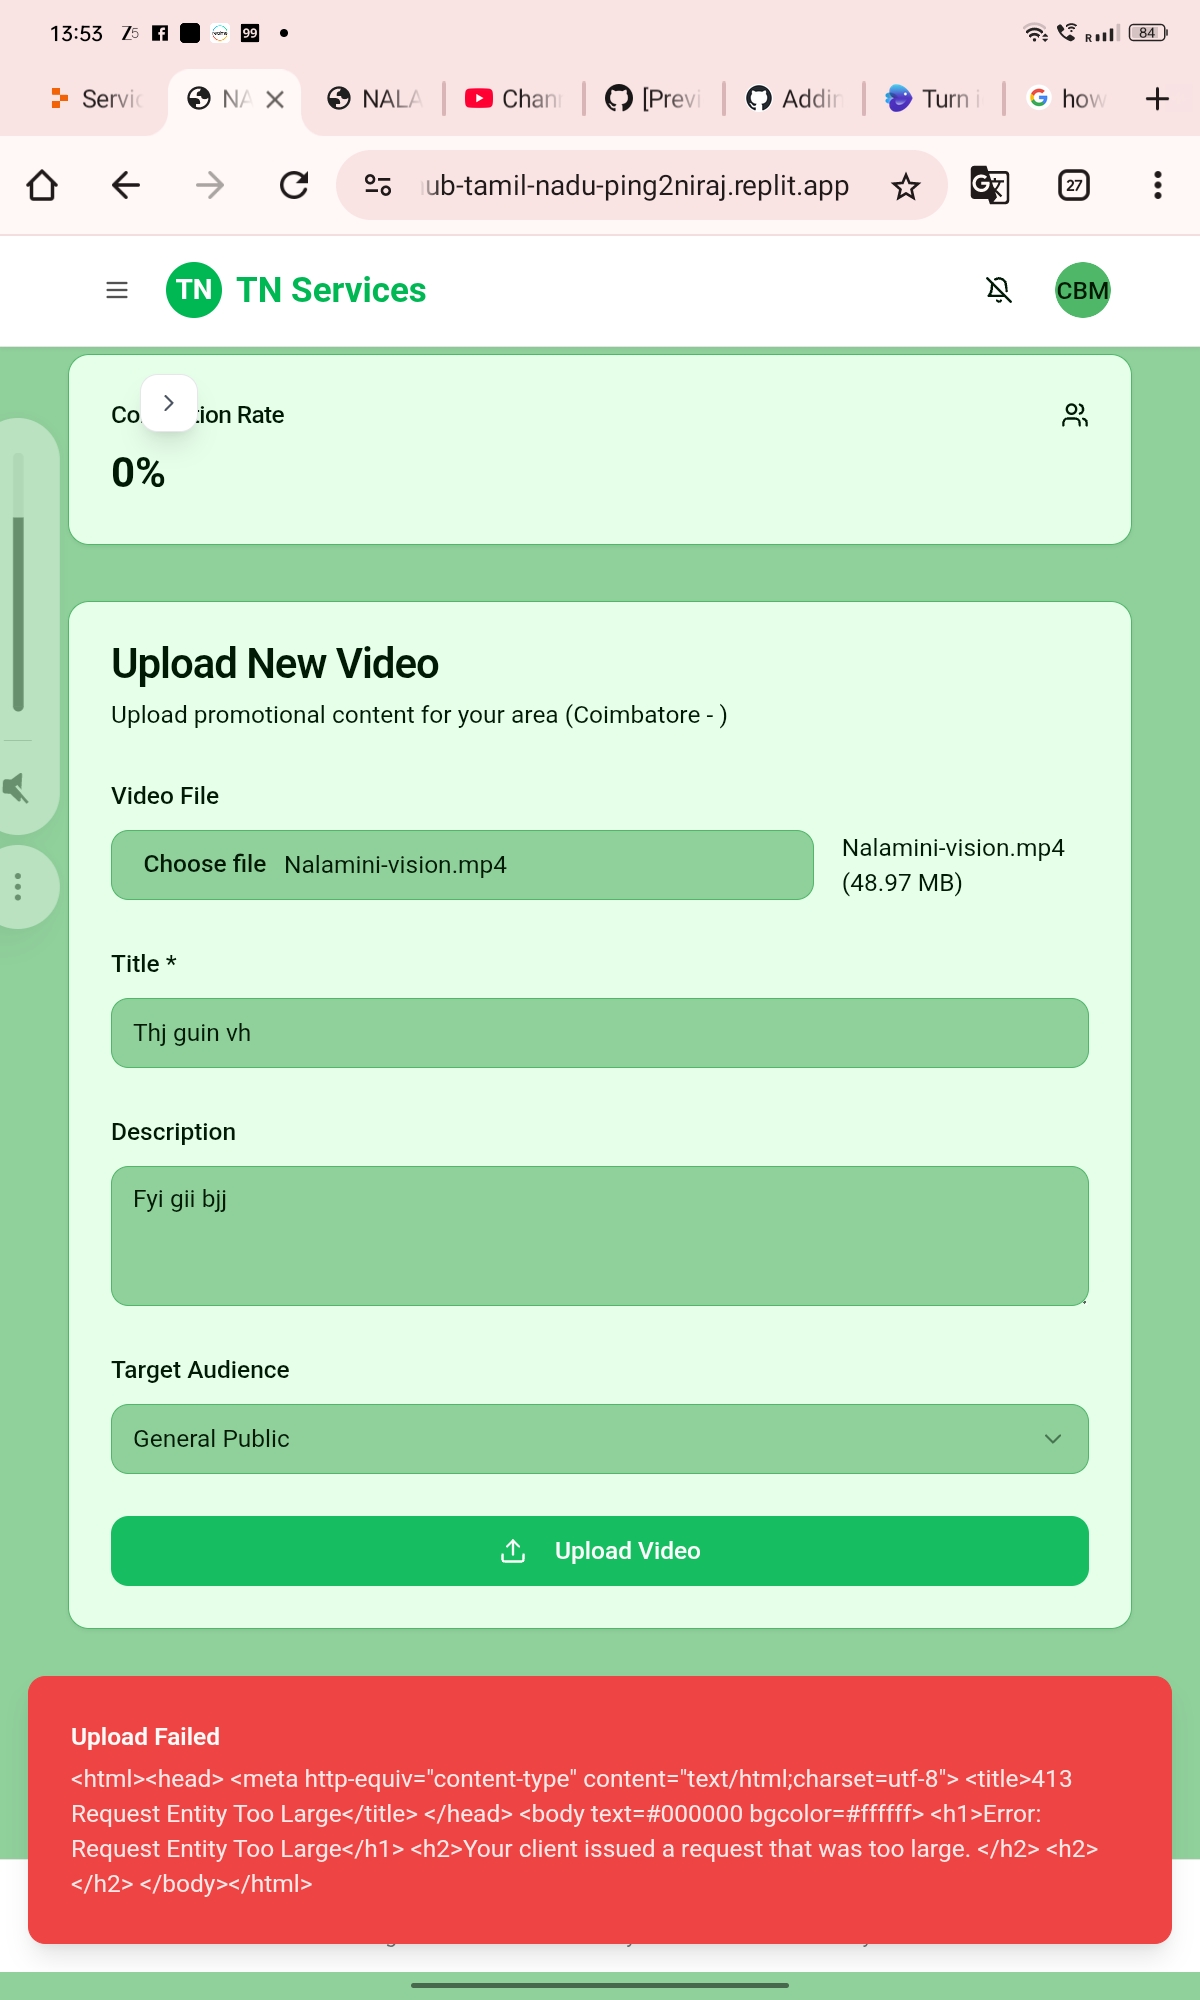 13:53
Z5
99
R
84
Servic
NA
NALA
Chan
[Previ
Addin
Turn i
how
ub-tamil-nadu-ping2niraj.replit.app
27
TN
TN Services
CBM
Co
tion Rate
0%
Upload New Video
Upload promotional content for your area (Coimbatore - )
Video File
Choose file Nalamini-vision.mp4
Nalamini-vision.mp4
(48.97 MB)
Title *
Thj guin vh
Description
Fyi gii bjj
Target Audience
General Public
Upload Video
Upload Failed
<html><head> <meta http-equiv="content-type" content="text/html;charset=utf-8"> <title>413
Request Entity Too Large</title> </head> <body text=#000000 bgcolor=#ffffff> <h1>Error:
Request Entity Too Large</h1> <h2>Your client issued a request that was too large. </h2> <h2>
</h2> </body></html>